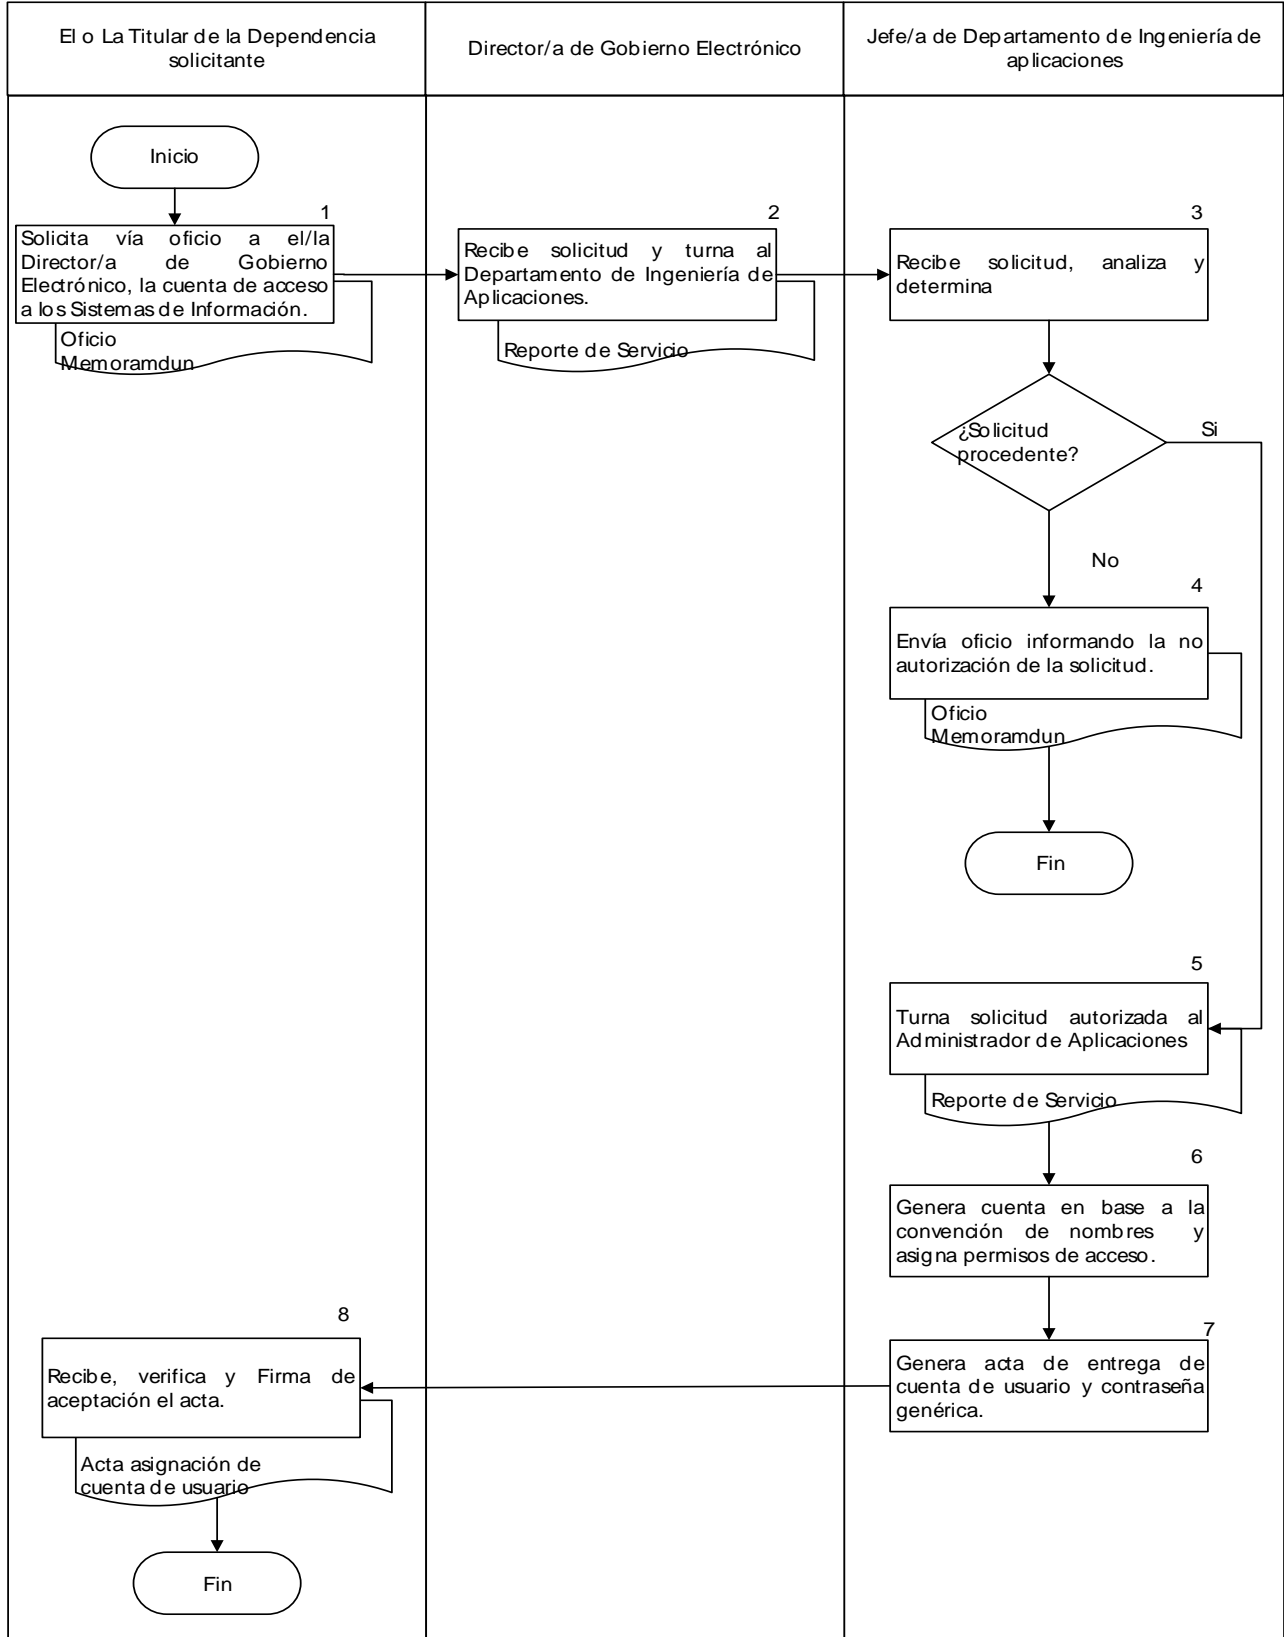 El o La Titular de la Dependencia
solicitante
Director/a de Gobierno Electrónico
Jefe/a de Departamento de Ingeniería de
aplicaciones
Inicio
1
Solicita vía oficio a el/la
Director/a de Gobierno
Electrónico, la cuenta de acceso
a los Sistemas de Información.
Oficio
Memoramdun
2
Recibe solicitud y turna al
Departamento de Ingeniería de
Aplicaciones.
Reporte de Servicio
3
Recibe solicitud, analiza y
determina
¿Solicitud
procedente?
Si
No
4
Envía oficio informando la no
autorización de la solicitud.
Oficio
Memoramdun
Fin
5
Turna solicitud autorizada al
Administrador de Aplicaciones
Reporte de Servicio
6
Genera cuenta en base a la
convención de nombres y
asigna permisos de acceso.
7
Genera acta de entrega de
cuenta de usuario y contraseña
genérica.
8
Recibe, verifica y Firma de
aceptación el acta.
Acta asignación de
cuenta de usuario
Fin